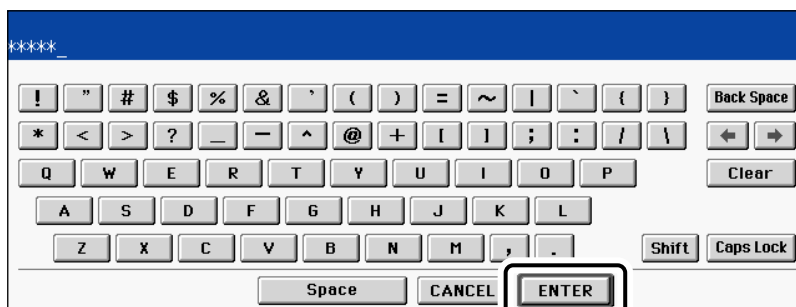 *****_
! " # $ % & ' ( ) = ~ | ` { } Back Space
* < > ? _ - ^ @ + [ ] ; : / \ ← →
Q W E R T Y U I O P Clear
A S D F G H J K L
Z X C V B N M , . Shift Caps Lock
Space CANCEL ENTER